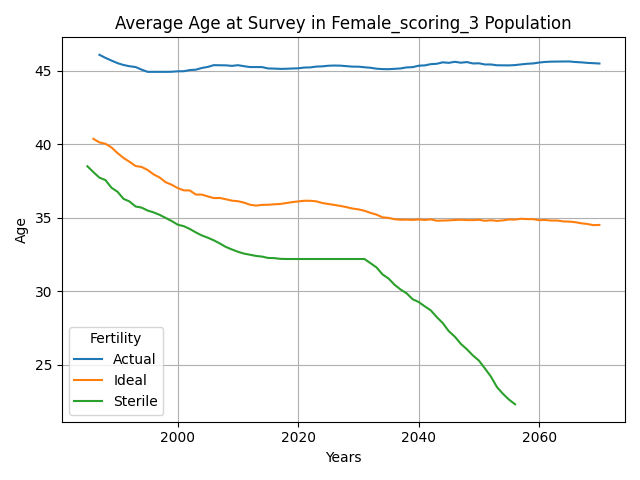 Average Age at Survey in Female_scoring_3 Population
Age
45
40
35
30
25
Fertility
Actual
Ideal
Sterile
2000
2020
2040
2060
Years